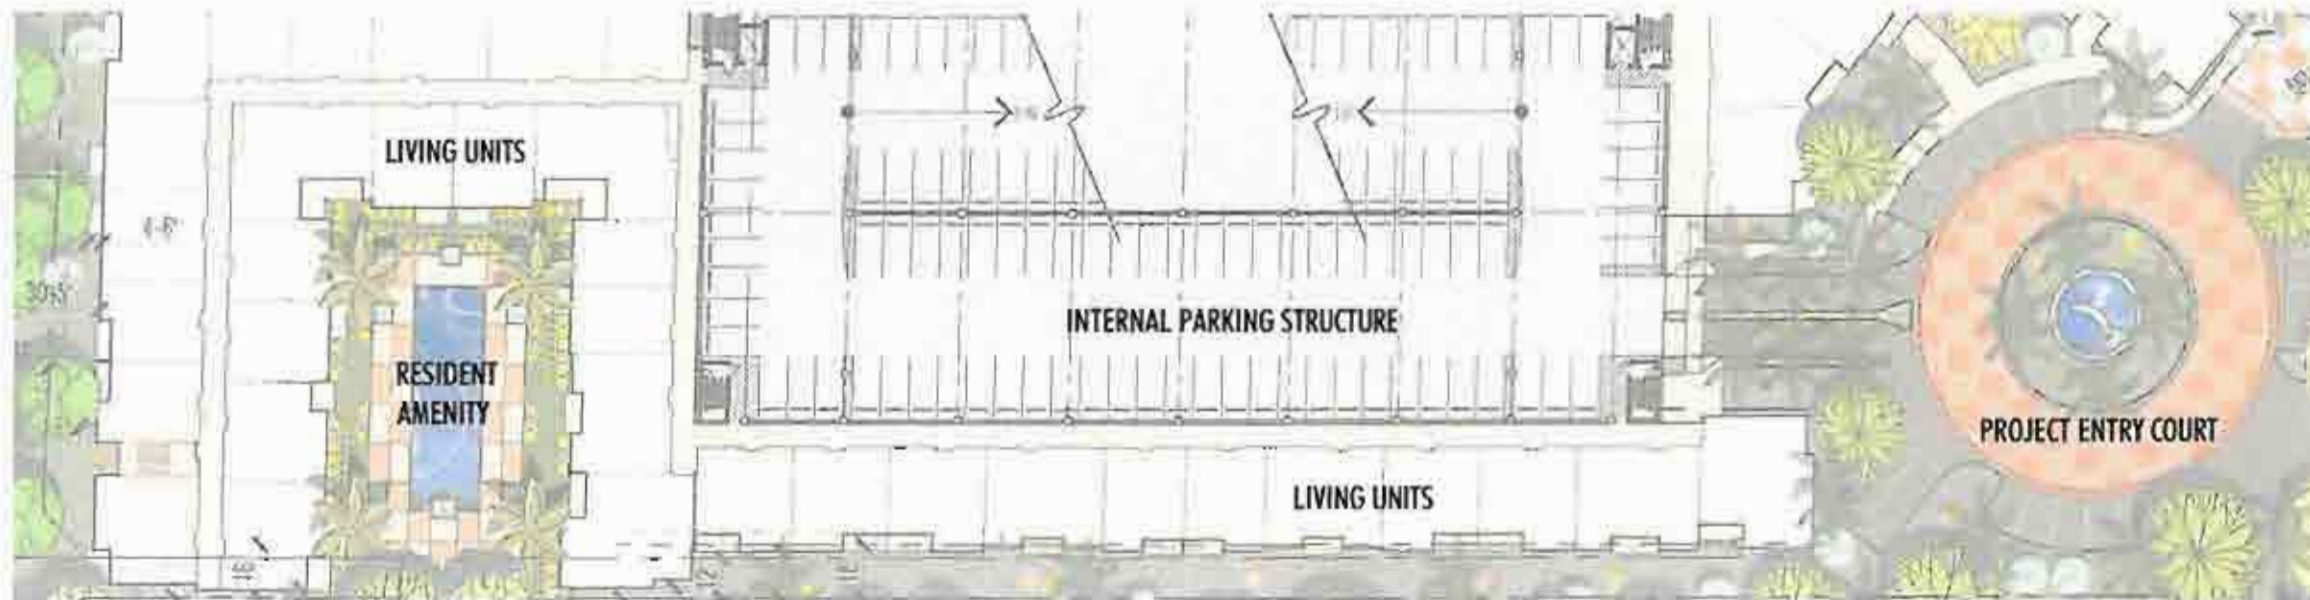 LIVING UNITS
RESIDENT
AMENITY
INTERNAL PARKING STRUCTURE
LIVING UNITS
PROJECT ENTRY COURT